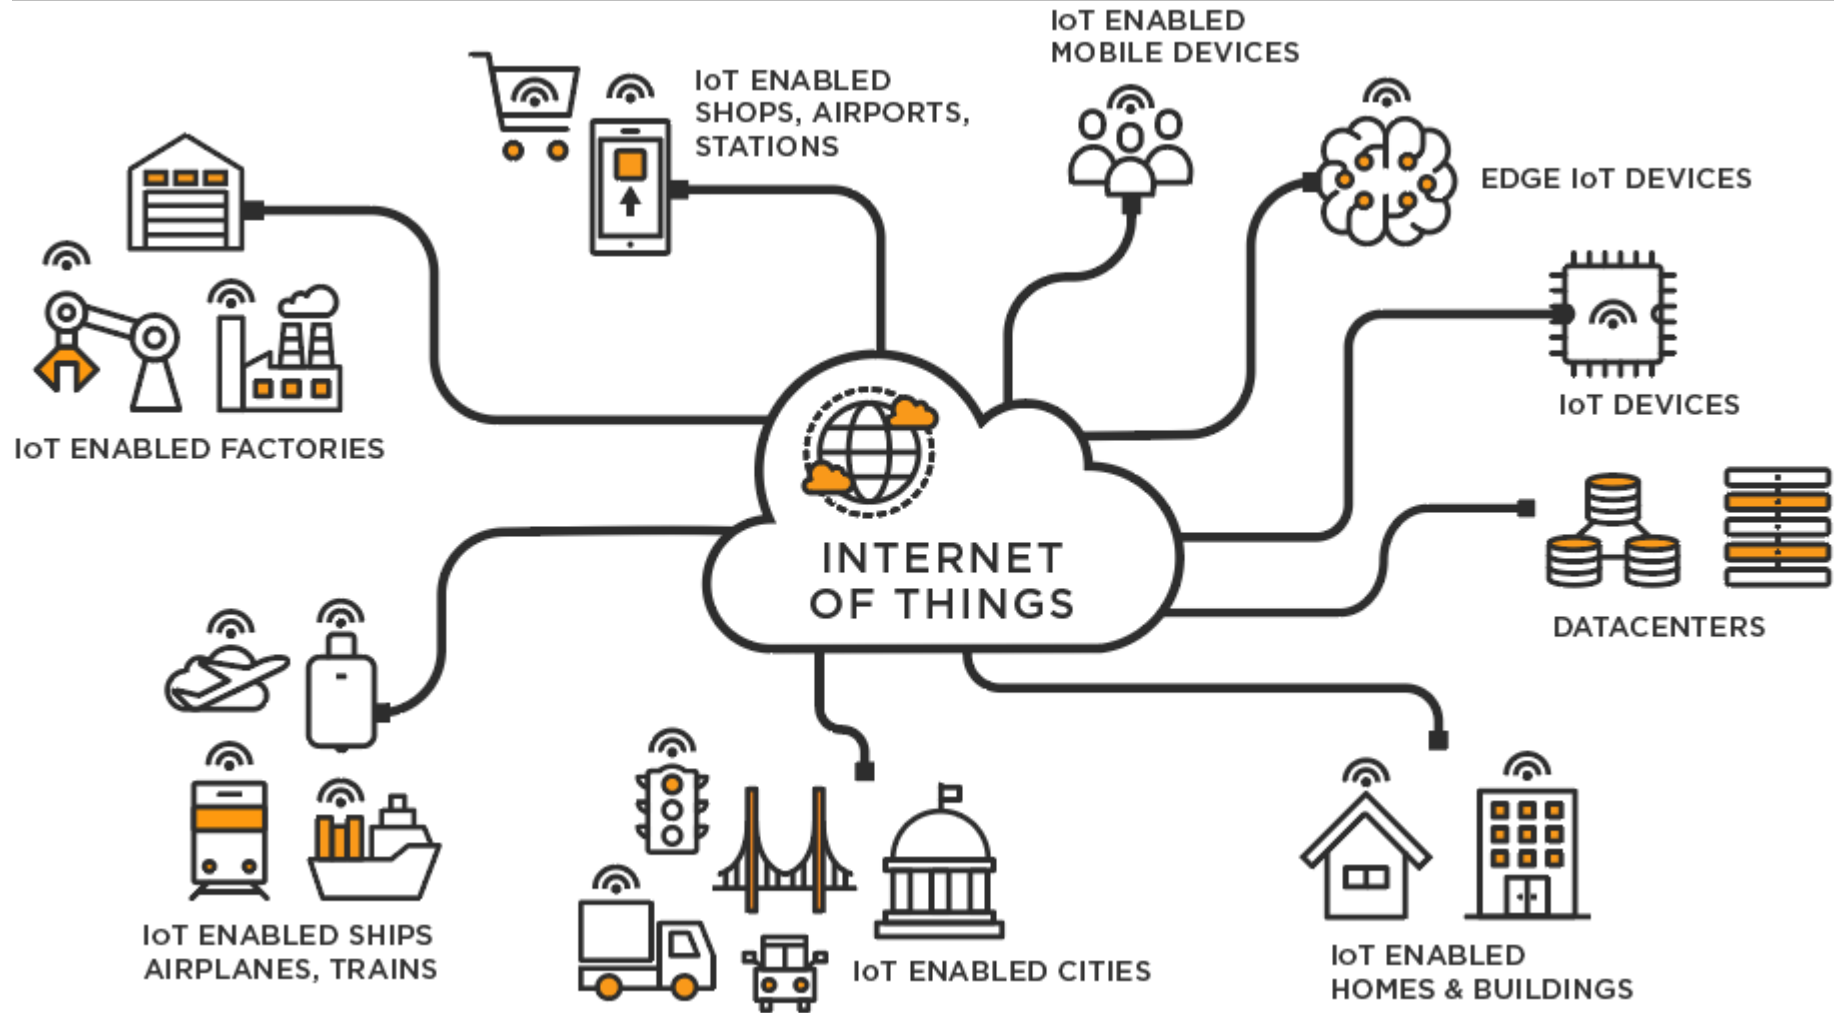 IoT ENABLED
MOBILE DEVICES
IoT ENABLED
SHOPS, AIRPORTS,
STATIONS
EDGE IoT DEVICES
IoT DEVICES
IoT ENABLED FACTORIES
INTERNET
OF THINGS
DATACENTERS
IoT ENABLED SHIPS
AIRPLANES, TRAINS
IoT ENABLED CITIES
IoT ENABLED
HOMES & BUILDINGS